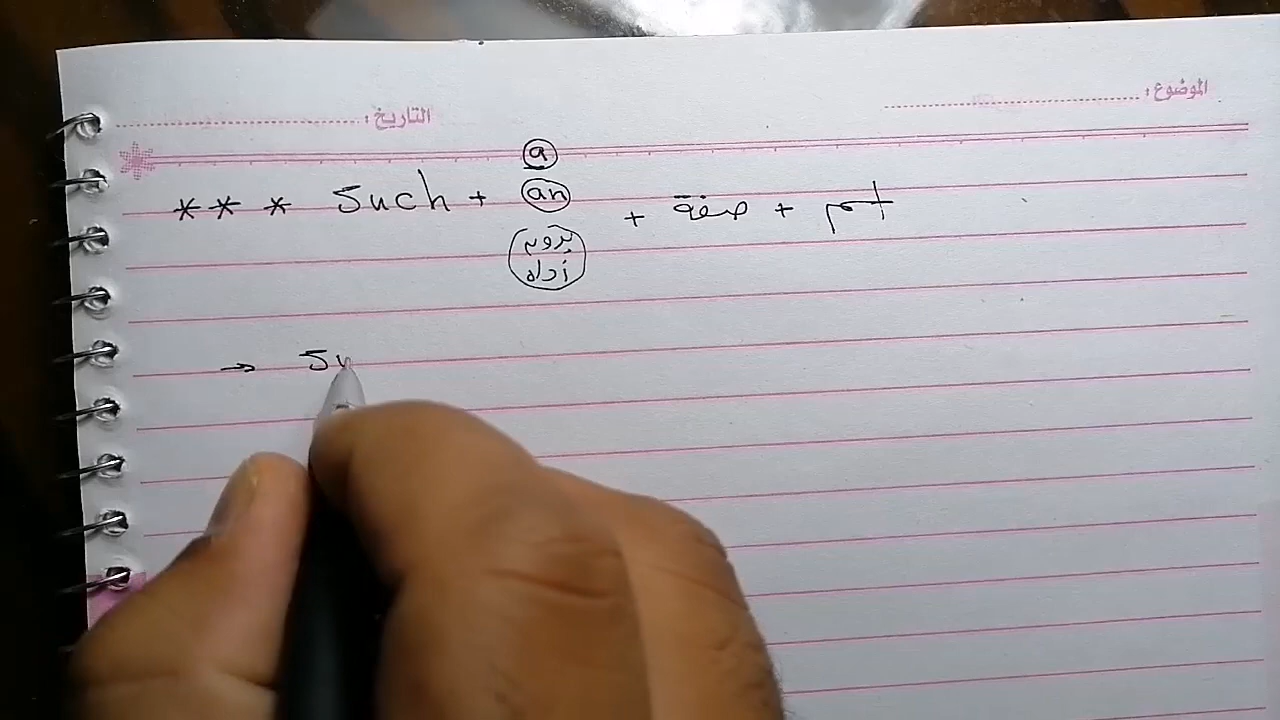 الموضوع :
التاريخ :
a
*** Such + an + صفة + اسم
بدون
أداه
→ Su